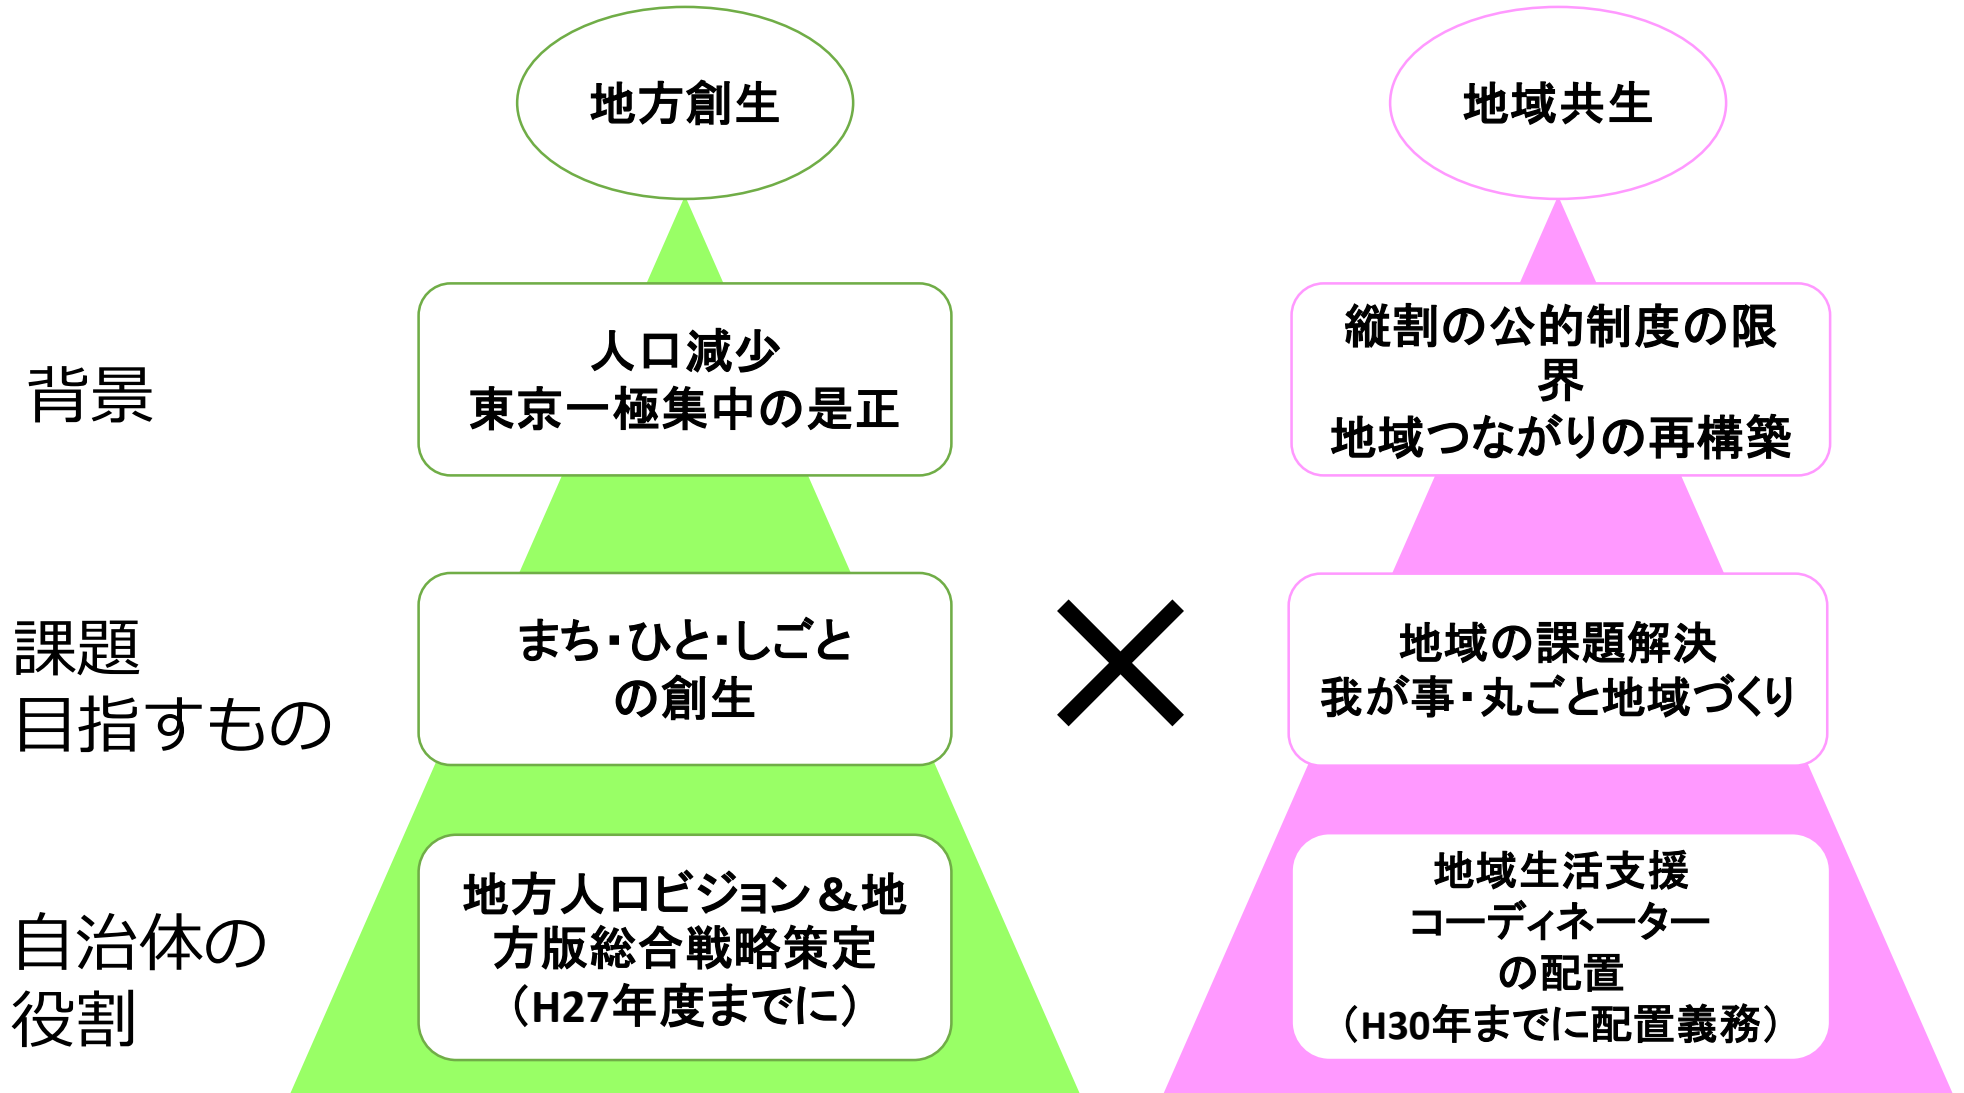 地方創生
地域共生
背景
人口減少
東京一極集中の是正
縦割の公的制度の限
界
地域つながりの再構築
課題
目指すもの
まち・ひと・しごと
の創生
×
地域の課題解決
我が事・丸ごと地域づくり
自治体の
役割
地方人口ビジョン＆地
方版総合戦略策定
（H27年度までに）
地域生活支援
コーディネーター
の配置
（H30年までに配置義務）